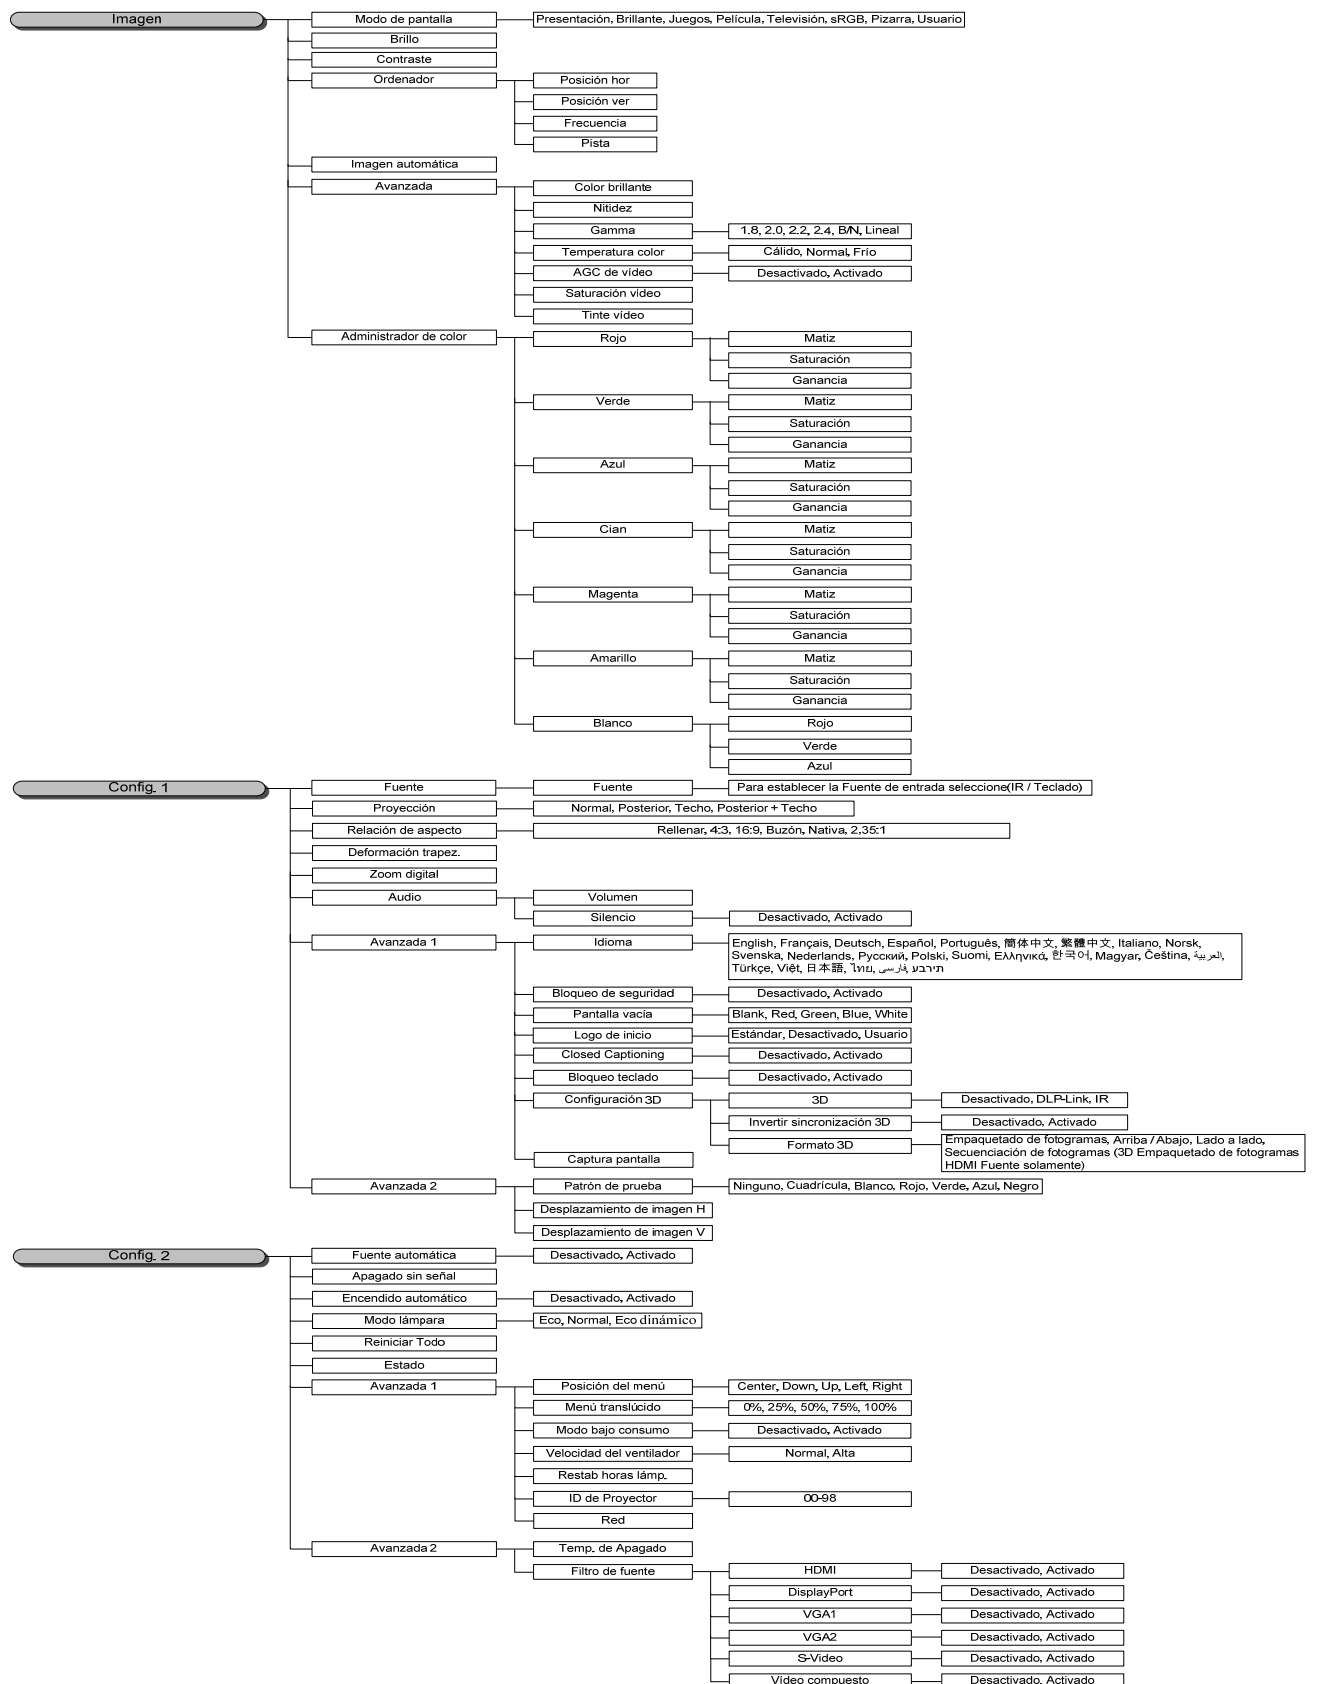 Imagen
Modo de pantalla
Presentación, Brillante, Juegos, Película, Televisión, sRGB, Pizarra, Usuario
Brillo
Contraste
Ordenador
Posición hor
Posición ver
Frecuencia
Pista
Imagen automática
Avanzada
Color brillante
Nitidez
Gamma
1.8, 2.0, 2.2, 2.4, B/N, Lineal
Temperatura color
Cálido, Normal, Frío
AGC de vídeo
Desactivado, Activado
Saturación vídeo
Tinte vídeo
Administrador de color
Rojo
Matiz
Saturación
Ganancia
Verde
Matiz
Saturación
Ganancia
Azul
Matiz
Saturación
Ganancia
Cian
Matiz
Saturación
Ganancia
Magenta
Matiz
Saturación
Ganancia
Amarillo
Matiz
Saturación
Ganancia
Blanco
Rojo
Verde
Azul
Config. 1
Fuente
Fuente
Para establecer la Fuente de entrada seleccione(IR / Teclado)
Proyección
Normal, Posterior, Techo, Posterior + Techo
Relación de aspecto
Rellenar, 4:3, 16:9, Buzón, Nativa, 2,35:1
Deformación trapez.
Zoom digital
Audio
Volumen
Silencio
Desactivado, Activado
Avanzada 1
Idioma
English, Français, Deutsch, Español, Português, 簡体中文, 繁體中文, Italiano, Norsk,
Svenska, Nederlands, Русский, Polski, Suomi, Ελληνικά, 한국어, Magyar, Čeština, العربية,
Türkçe, Việt, 日本語, ไทย, فارسی, תירבע
Bloqueo de seguridad
Desactivado, Activado
Pantalla vacía
Blank, Red, Green, Blue, White
Logo de inicio
Estándar, Desactivado, Usuario
Closed Captioning
Desactivado, Activado
Bloqueo teclado
Desactivado, Activado
Configuración 3D
3D
Desactivado, DLP-Link, IR
Invertir sincronización 3D
Desactivado, Activado
Formato 3D
Empaquetado de fotogramas, Arriba / Abajo, Lado a lado,
Secuenciación de fotogramas (3D Empaquetado de fotogramas
HDMI Fuente solamente)
Captura pantalla
Avanzada 2
Patrón de prueba
Ninguno, Cuadrícula, Blanco, Rojo, Verde, Azul, Negro
Desplazamiento de imagen H
Desplazamiento de imagen V
Config. 2
Fuente automática
Desactivado, Activado
Apagado sin señal
Encendido automático
Desactivado, Activado
Modo lámpara
Eco, Normal, Eco dinámico
Reiniciar Todo
Estado
Avanzada 1
Posición del menú
Center, Down, Up, Left, Right
Menú translúcido
0%, 25%, 50%, 75%, 100%
Modo bajo consumo
Desactivado, Activado
Velocidad del ventilador
Normal, Alta
Restab horas lámp.
ID de Proyector
00-98
Red
Avanzada 2
Temp. de Apagado
Filtro de fuente
HDMI
Desactivado, Activado
DisplayPort
Desactivado, Activado
VGA1
Desactivado, Activado
VGA2
Desactivado, Activado
S-Video
Desactivado, Activado
Vídeo compuesto
Desactivado, Activado